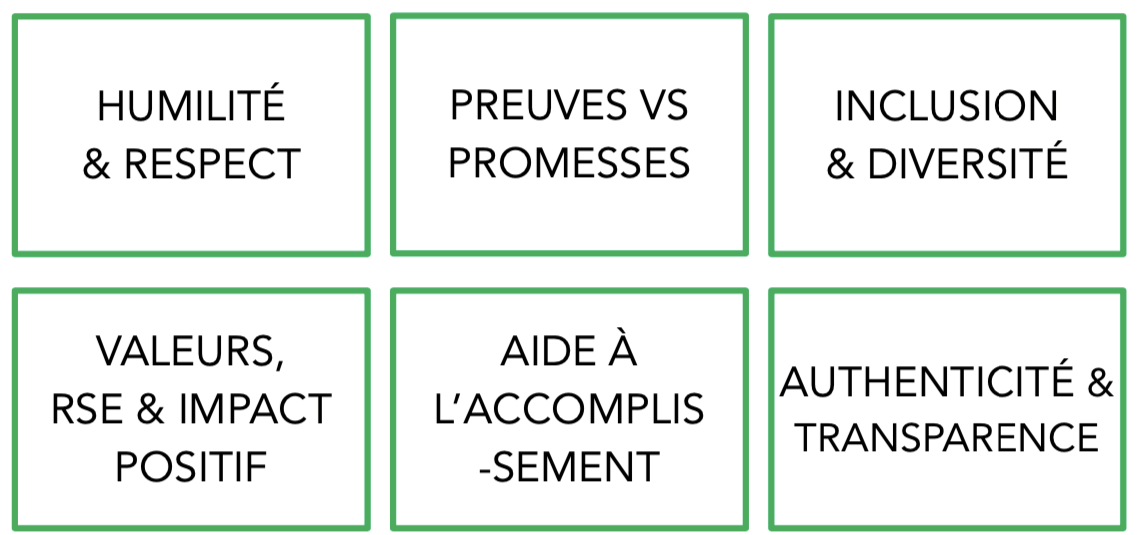 HUMILITÉ
& RESPECT
PREUVES VS
PROMESSES
INCLUSION
& DIVERSITÉ
VALEURS,
RSE & IMPACT
POSITIF
AIDE À
L’ACCOMPLIS
-SEMENT
AUTHENTICITÉ &
TRANSPARENCE